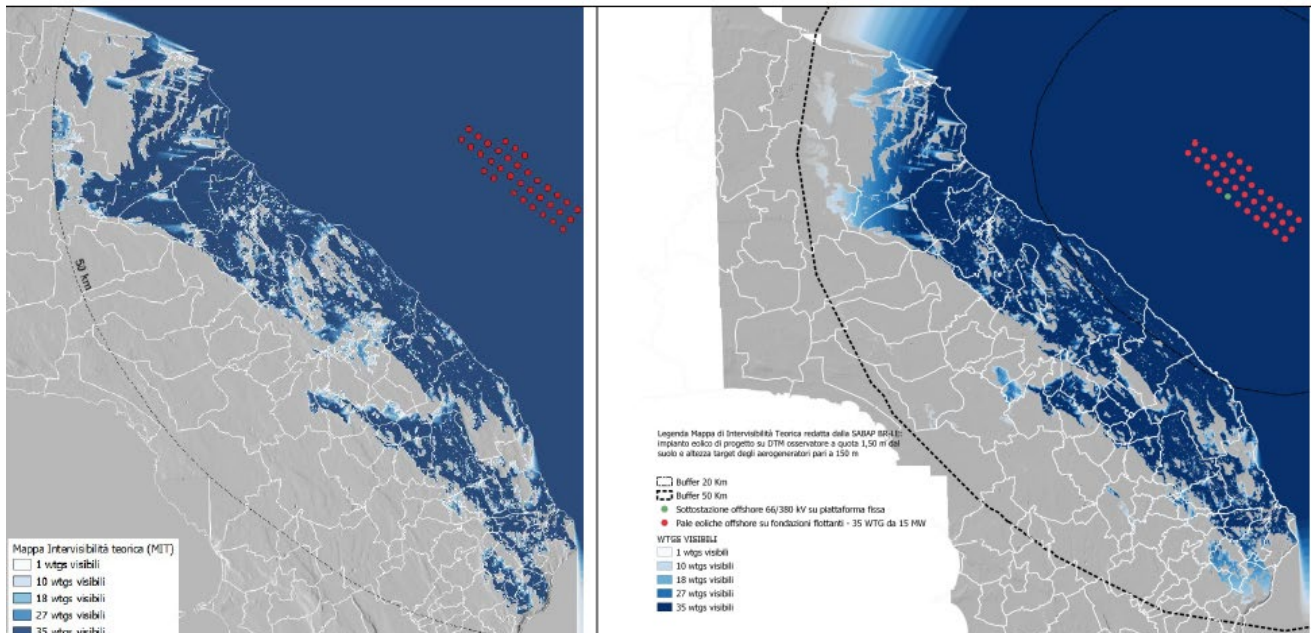 50 km
Mappa Intervisibilità teorica (MIT)
1 wtgs visibili
10 wtgs visibili
18 wtgs visibili
27 wtgs visibili
35 wtgs visibili
Legenda Mappa di Intervisibilità Teorica redatta dalla SABAP BR-LE:
impianto eolico di progetto su DTM osservatore a quota 1,50 m dal
suolo e altezza target degli aerogeneratori pari a 150 m
Buffer 20 Km
Buffer 50 Km
Sottostazione offshore 66/380 kV su piattaforma fissa
Pale eoliche offshore su fondazioni flottanti - 35 WTG da 15 MW
WTGS VISIBILI
1 wtgs visibili
10 wtgs visibili
18 wtgs visibili
27 wtgs visibili
35 wtgs visibili